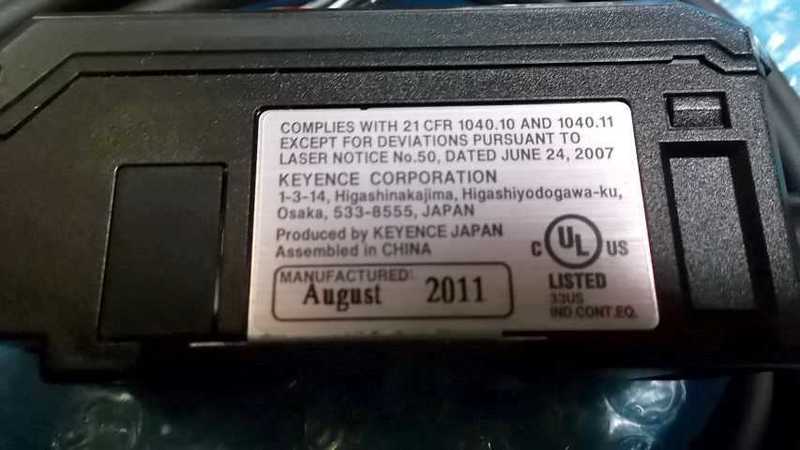 COMPLIES WITH 21 CFR 1040.10 AND 1040.11
EXCEPT FOR DEVIATIONS PURSUANT TO
LASER NOTICE No.50, DATED JUNE 24, 2007
KEYENCE CORPORATION
1-3-14, Higashinakajima, Higashiyodogawa-ku,
Osaka, 533-8555, JAPAN
Produced by KEYENCE JAPAN
Assembled in CHINA
MANUFACTURED:
August 2011
C UL US
LISTED
33US
IND.CONT.EQ.